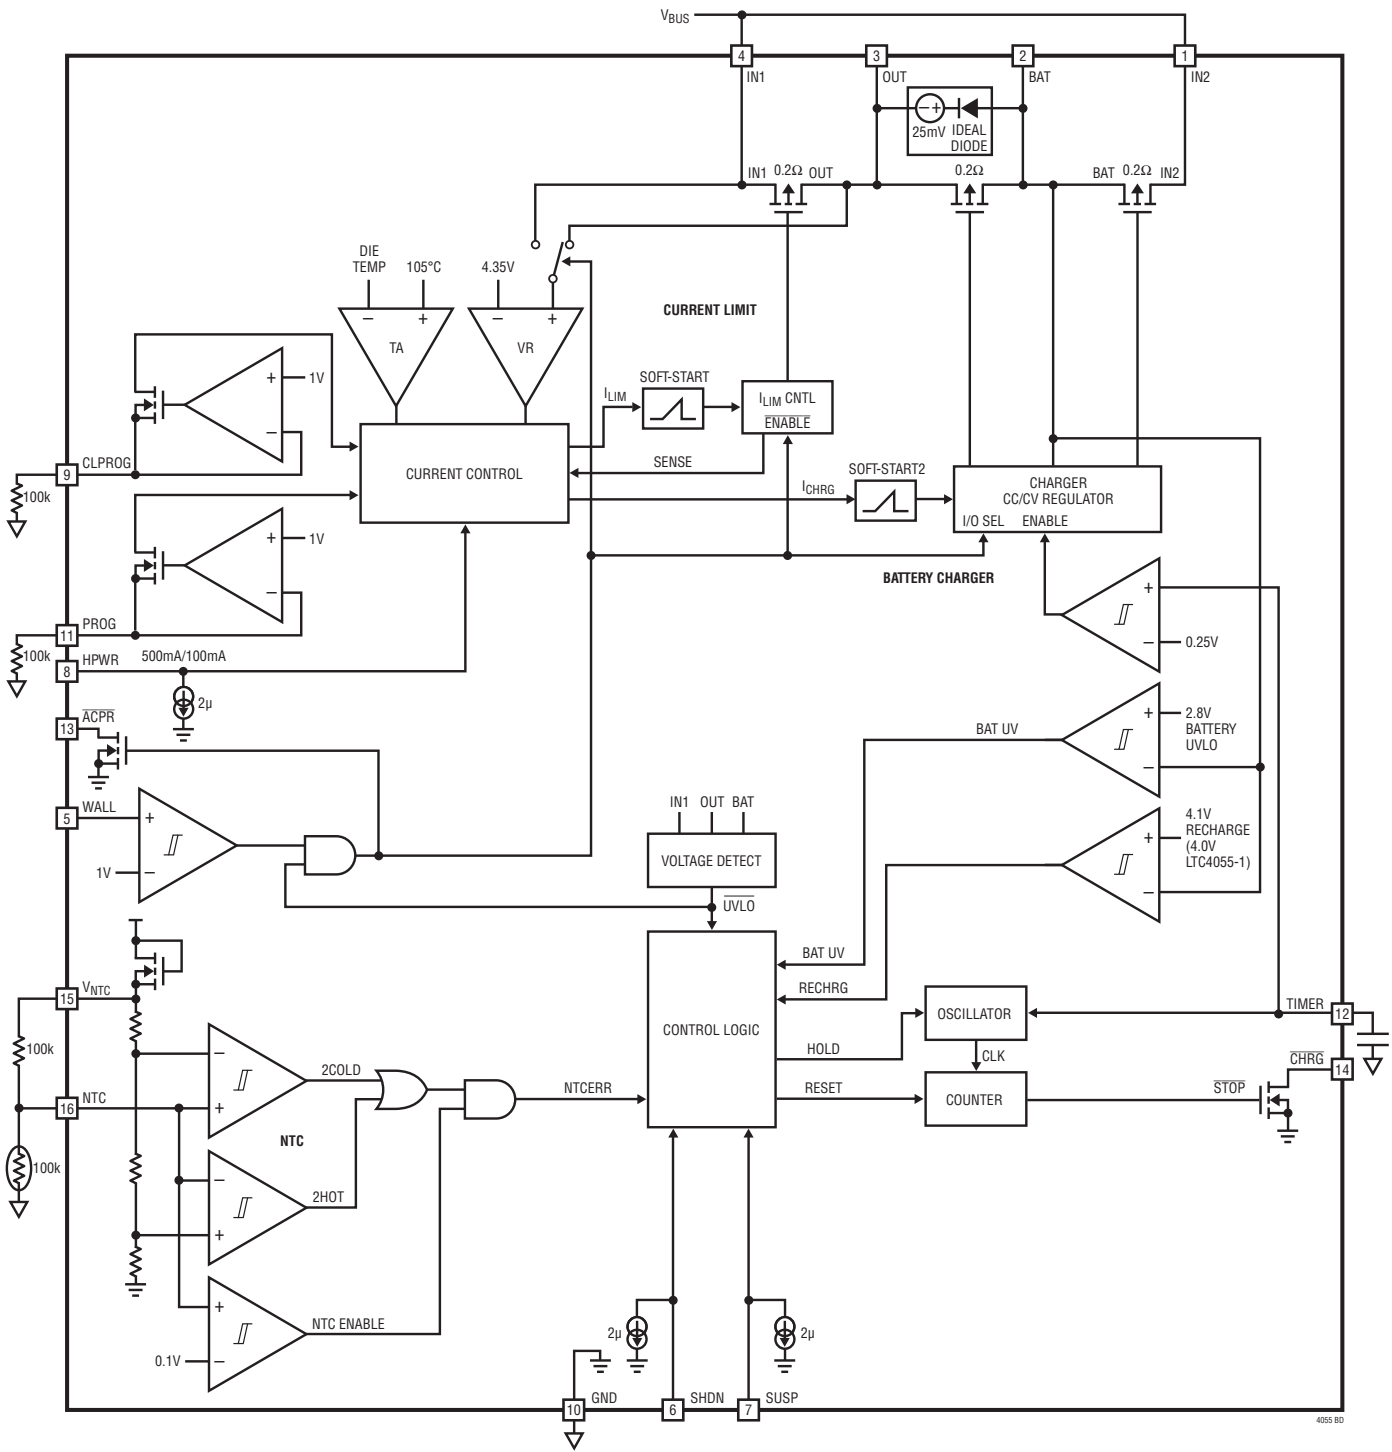 VBUS
4
3
2
1
IN1
OUT
BAT
IN2
− +
25mV
IDEAL
DIODE
IN1 0.2Ω OUT
0.2Ω
BAT 0.2Ω IN2
DIE
TEMP
105°C
4.35V
− +
TA
− +
VR
CURRENT LIMIT
+
1V
−
SOFT-START
ILIM
ILIM CNTL
ENABLE
CLPROG
9
100k
CURRENT CONTROL
SENSE
SOFT-START2
ICHRG
CHARGER
CC/CV REGULATOR
I/O SEL ENABLE
+
1V
−
BATTERY CHARGER
PROG
11
100k
HPWR
8
500mA/100mA
2µ
+
−
0.25V
ACPR
13
BAT UV
+
−
2.8V
BATTERY
UVLO
WALL
5
+
1V
−
IN1 OUT BAT
VOLTAGE DETECT
UVLO
4.1V
RECHARGE
(4.0V
LTC4055-1)
+
−
BAT UV
RECHRG
VNTC
15
100k
CONTROL LOGIC
HOLD
OSCILLATOR
TIMER
12
CLK
CHRG
14
NTC
16
100k
−
+
2COLD
NTCERR
RESET
COUNTER
STOP
NTC
−
+
2HOT
+
−
0.1V
NTC ENABLE
2µ
2µ
GND
10
SHDN
6
SUSP
7
4055 BD